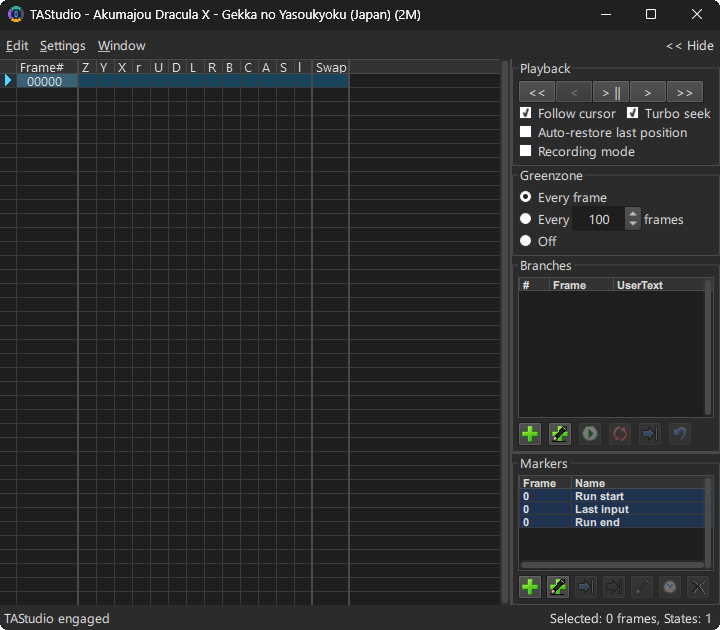 TAStudio - Akumajou Dracula X - Gekka no Yasoukyoku (Japan) (2M)
Edit Settings Window << Hide
Frame# Z Y X r U D L R B C A S l Swap
00000
Playback
<< < > || > >>
Follow cursor Turbo seek
Auto-restore last position
Recording mode
Greenzone
Every frame
Every 100 frames
Off
Branches
# Frame UserText
Markers
Frame Name
0 Run start
0 Last input
0 Run end
TAStudio engaged Selected: 0 frames, States: 1